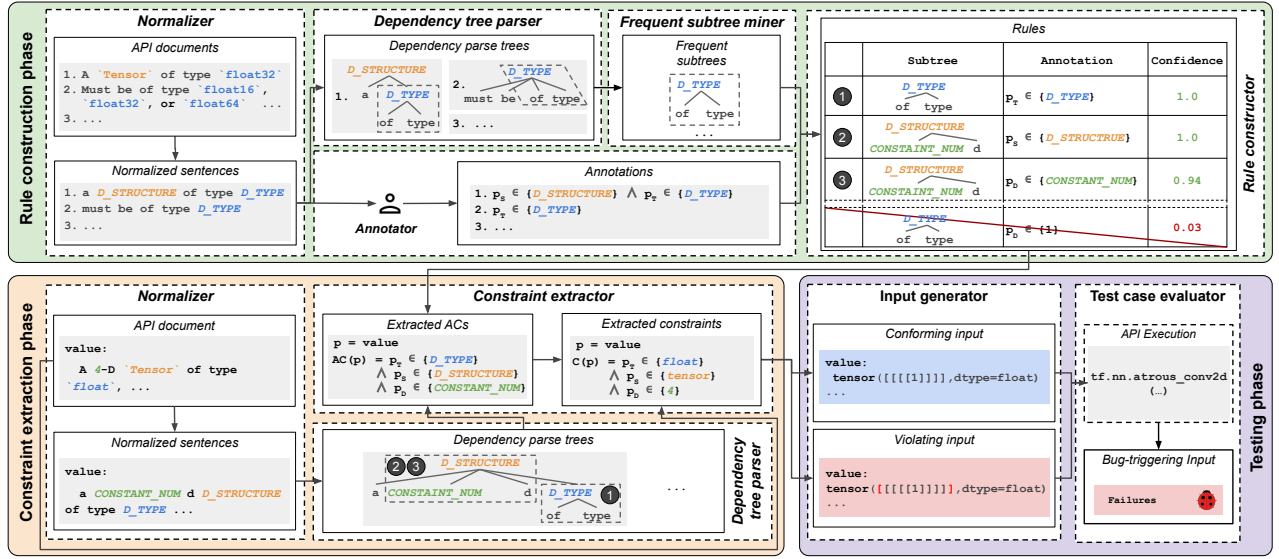 Rule construction phase
Normalizer
API documents
1. A `Tensor` of type `float32`
2. Must be of type `float16`,
`float32`, or `float64` ...
3. ...
Normalized sentences
1. a D_STRUCTURE of type D_TYPE
2. must be of type D_TYPE
3. ...
Dependency tree parser
Dependency parse trees
1.
D_STRUCTURE
a
D_TYPE
of type
2.
D_TYPE
must be of type
3. ...
Frequent subtree miner
Frequent
subtrees
D_TYPE
of type
...
Annotator
Annotations
1. p_S ∈ {D_STRUCTURE} ∧ p_T ∈ {D_TYPE}
2. p_T ∈ {D_TYPE}
3. ...
Rule constructor
Rules
Subtree Annotation Confidence
1
D_TYPE
of type
p_T ∈ {D_TYPE}
1.0
2
D_STRUCTURE
CONSTAINT_NUM d
p_S ∈ {D_STRUCTRUE}
1.0
3
D_STRUCTURE
CONSTAINT_NUM d
p_D ∈ {CONSTANT_NUM}
0.94
D_TYPE
of type
p_D ∈ {1}
0.03
Constraint extraction phase
Normalizer
API document
value:
A 4-D `Tensor` of type
`float`, ...
Normalized sentences
value:
a CONSTANT_NUM d D_STRUCTURE
of type D_TYPE ...
Constraint extractor
Extracted ACs
p = value
AC(p) = p_T ∈ {D_TYPE}
∧ p_S ∈ {D_STRUCTURE}
∧ p_D ∈ {CONSTANT_NUM}
Extracted constraints
p = value
C(p) = p_T ∈ {float}
∧ p_S ∈ {tensor}
∧ p_D ∈ {4}
Dependency
tree parser
Dependency parse trees
2 3 D_STRUCTURE
a CONSTAINT_NUM d D_TYPE 1
of type
...
Testing phase
Input generator
Conforming input
value:
tensor([[[[1]]]],dtype=float)
...
Violating input
value:
tensor([[[[[1]]]]],dtype=float)
...
Test case evaluator
API Execution
tf.nn.atrous_conv2d
(…)
Bug-triggering Input
Failures